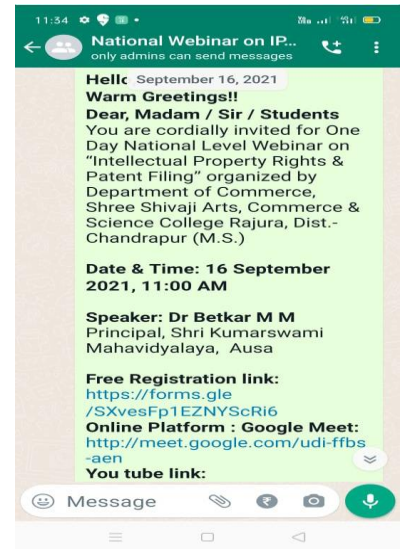 11:34
National Webinar on IP...
only admins can send messages
September 16, 2021
Warm Greetings!!
Dear, Madam / Sir / Students
You are cordially invited for One
Day National Level Webinar on
“Intellectual Property Rights &
Patent Filing” organized by
Department of Commerce,
Shree Shivaji Arts, Commerce &
Science College Rajura, Dist.-
Chandrapur (M.S.)
Date & Time: 16 September
2021, 11:00 AM
Speaker: Dr Betkar M M
Principal, Shri Kumarswami
Mahavidyalaya, Ausa
Free Registration link:
https://forms.gle
/SXvesFp1EZNYScRi6
Online Platform : Google Meet:
http://meet.google.com/udi-ffbs
-aen
You tube link:
Message